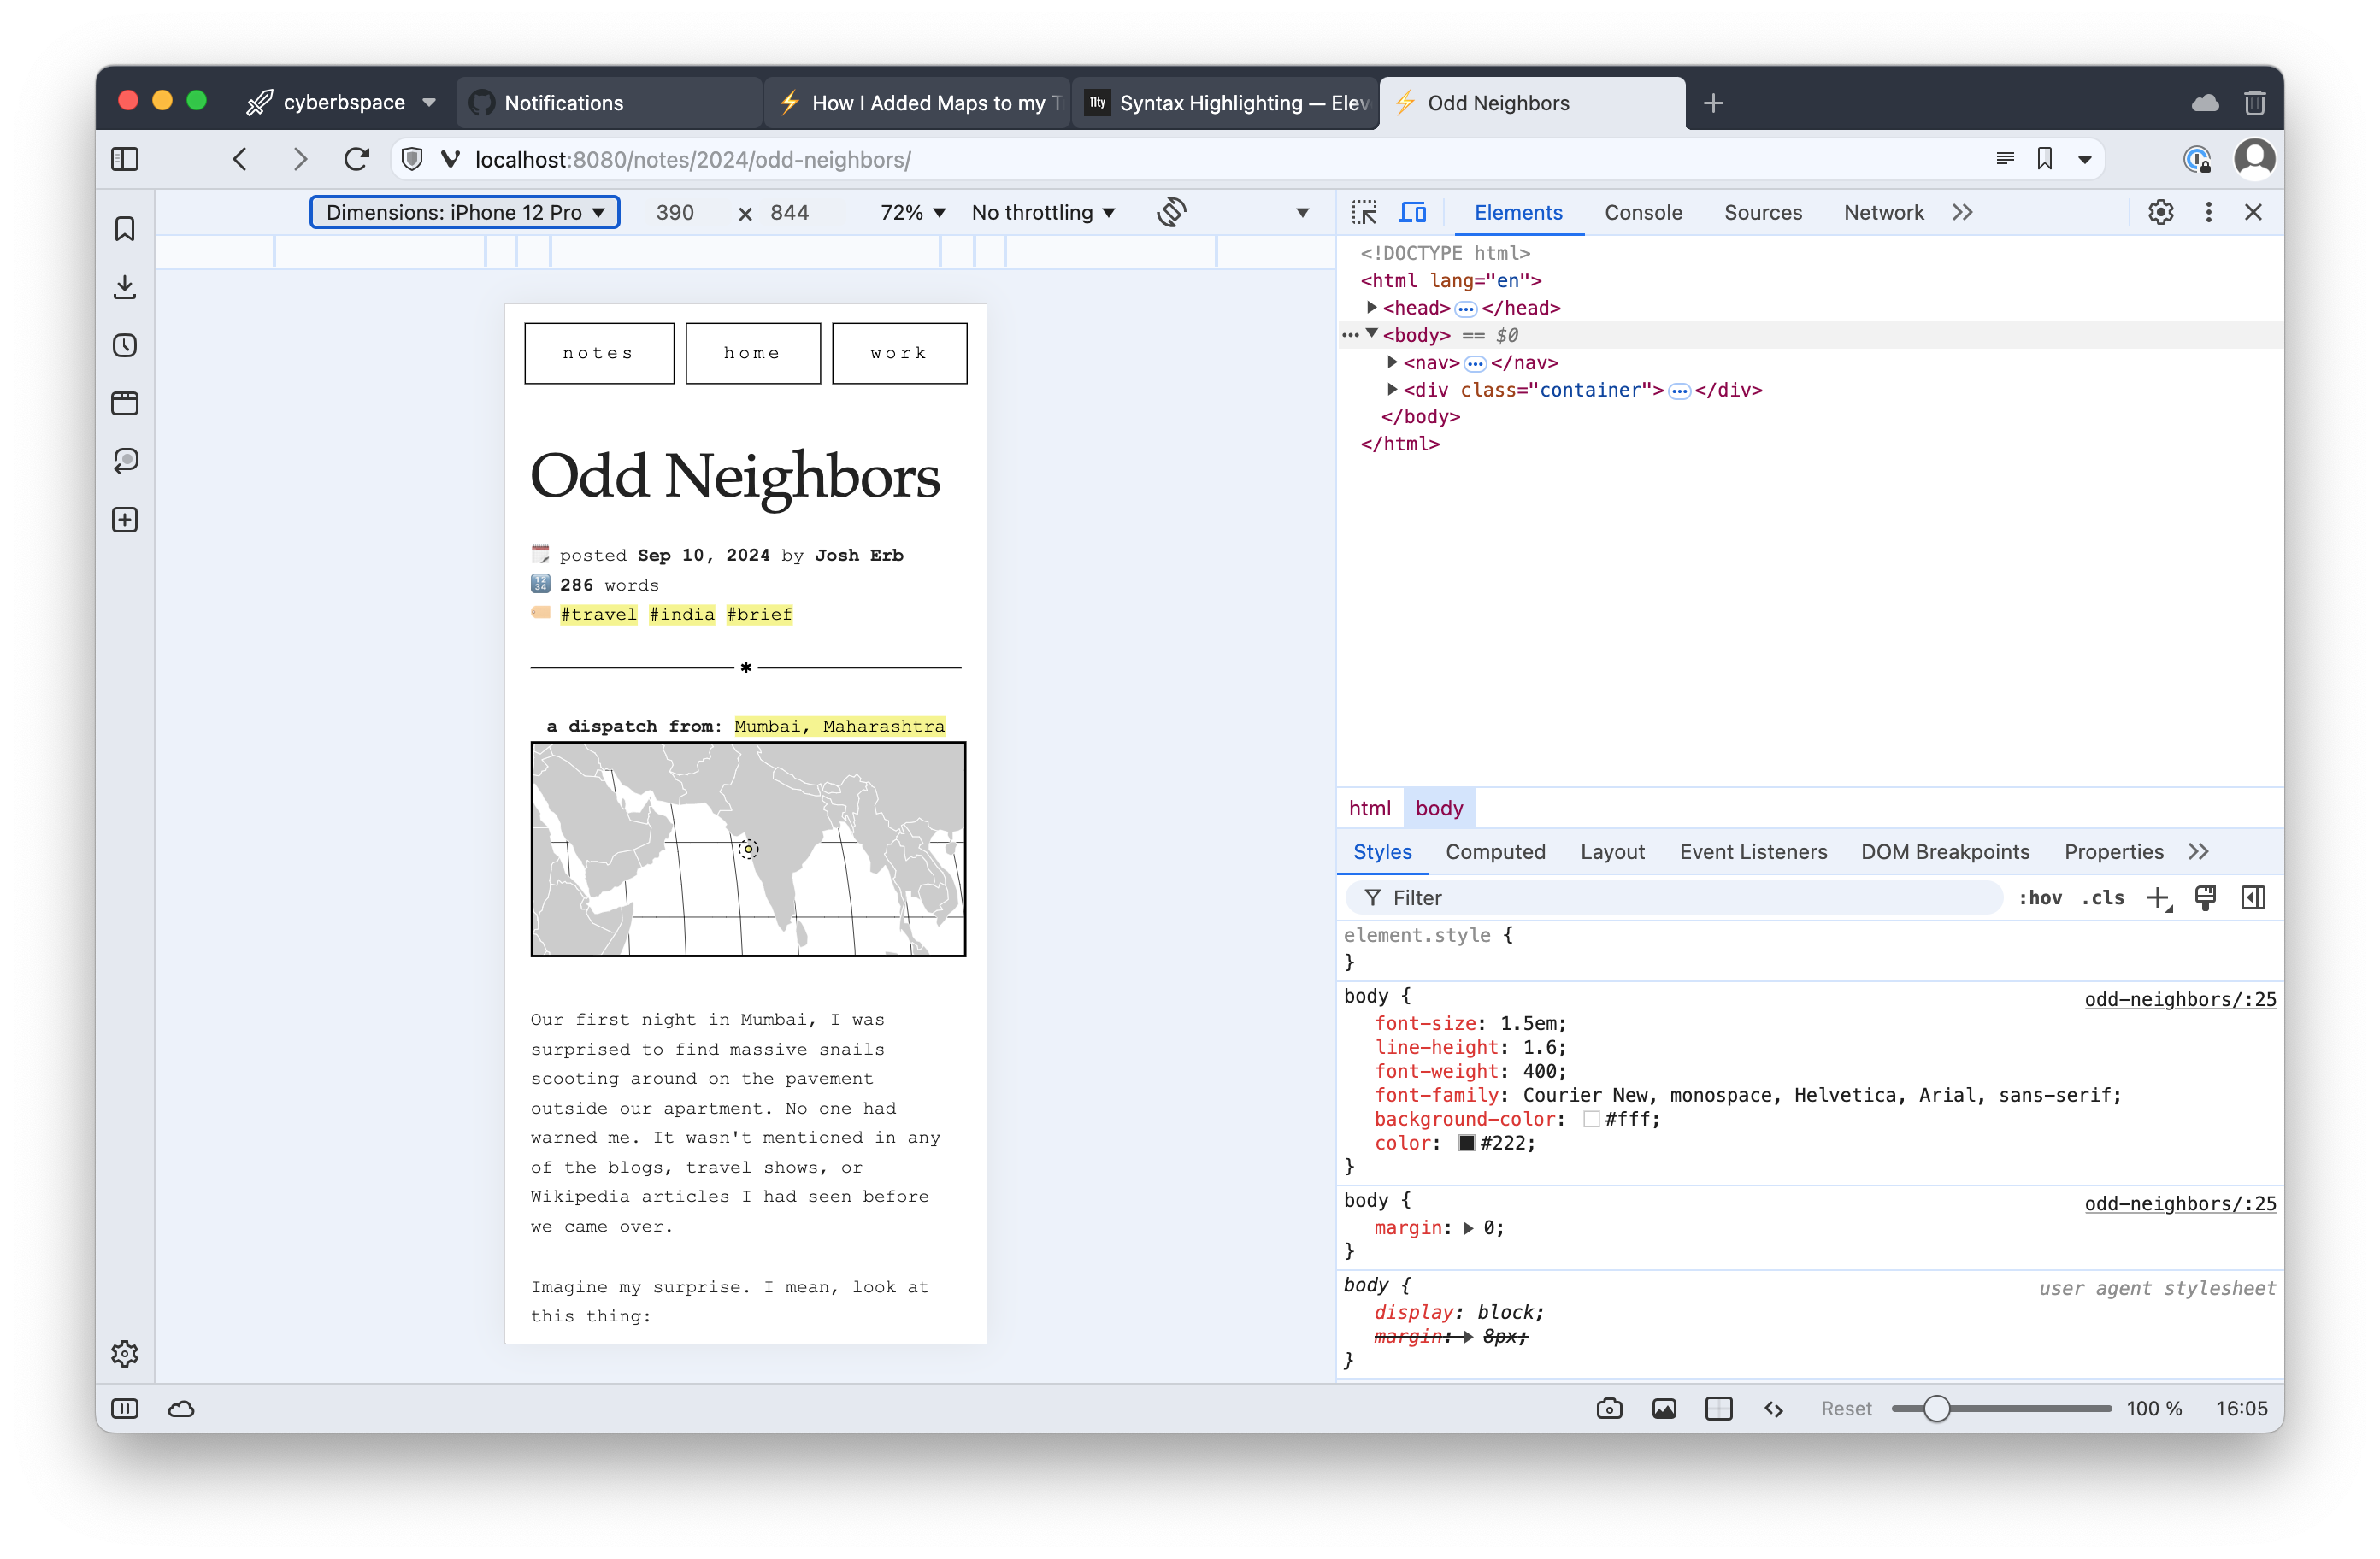 cyberbspace
Notifications
How I Added Maps to my T
11ty
Syntax Highlighting — Elev
Odd Neighbors
localhost:8080/notes/2024/odd-neighbors/
Dimensions: iPhone 12 Pro
390 × 844
72%
No throttling
notes
home
work
Odd Neighbors
posted Sep 10, 2024 by Josh Erb
1234
286 words
#travel #india #brief
a dispatch from: Mumbai, Maharashtra
Our first night in Mumbai, I was
surprised to find massive snails
scooting around on the pavement
outside our apartment. No one had
warned me. It wasn't mentioned in any
of the blogs, travel shows, or
Wikipedia articles I had seen before
we came over.
Imagine my surprise. I mean, look at
this thing:
Elements
Console
Sources
Network
<!DOCTYPE html>
<html lang="en">
<head>…</head>
… <body> == $0
<nav>…</nav>
<div class="container">…</div>
</body>
</html>
html
body
Styles
Computed
Layout
Event Listeners
DOM Breakpoints
Properties
Filter
:hov
.cls
element.style {
}
body {
odd-neighbors/:25
font-size: 1.5em;
line-height: 1.6;
font-weight: 400;
font-family: Courier New, monospace, Helvetica, Arial, sans-serif;
background-color: #fff;
color: #222;
}
body {
odd-neighbors/:25
margin: 0;
}
body {
user agent stylesheet
display: block;
margin: 8px;
}
Reset
100 %
16:05